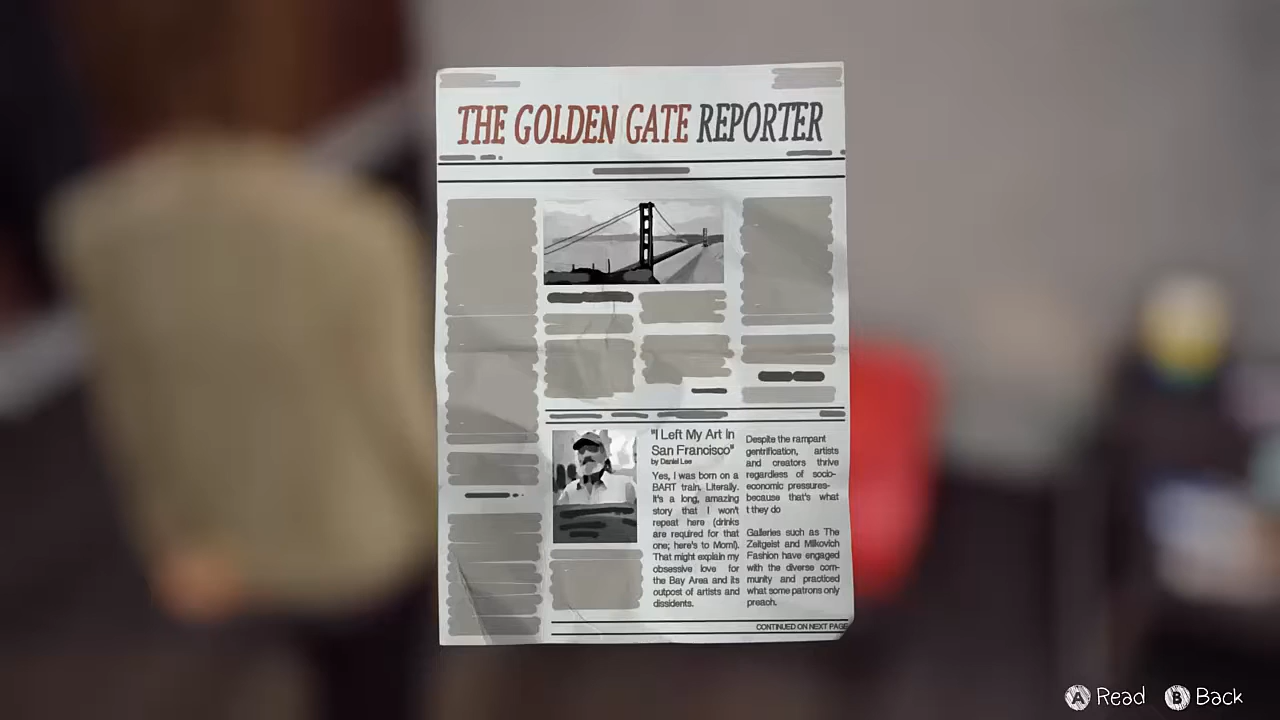 THE GOLDEN GATE REPORTER
"I Left My Art In
San Francisco"
by Daniel Lee
Yes, I was born on a
BART train. Literally.
It's a long, amazing
story that I won't
repeat here (drinks
are required for that
one; here's to Mom!).
That might explain my
obsessive love for
the Bay Area and its
outpost of artists and
dissidents.
Despite the rampant
gentrification, artists
and creators thrive
regardless of socio-
economic pressures-
because that's what
t they do
Galleries such as The
Zeitgeist and Milkovich
Fashion have engaged
with the diverse com-
munity and practiced
what some patrons only
preach.
CONTINUED ON NEXT PAGE
A Read B Back